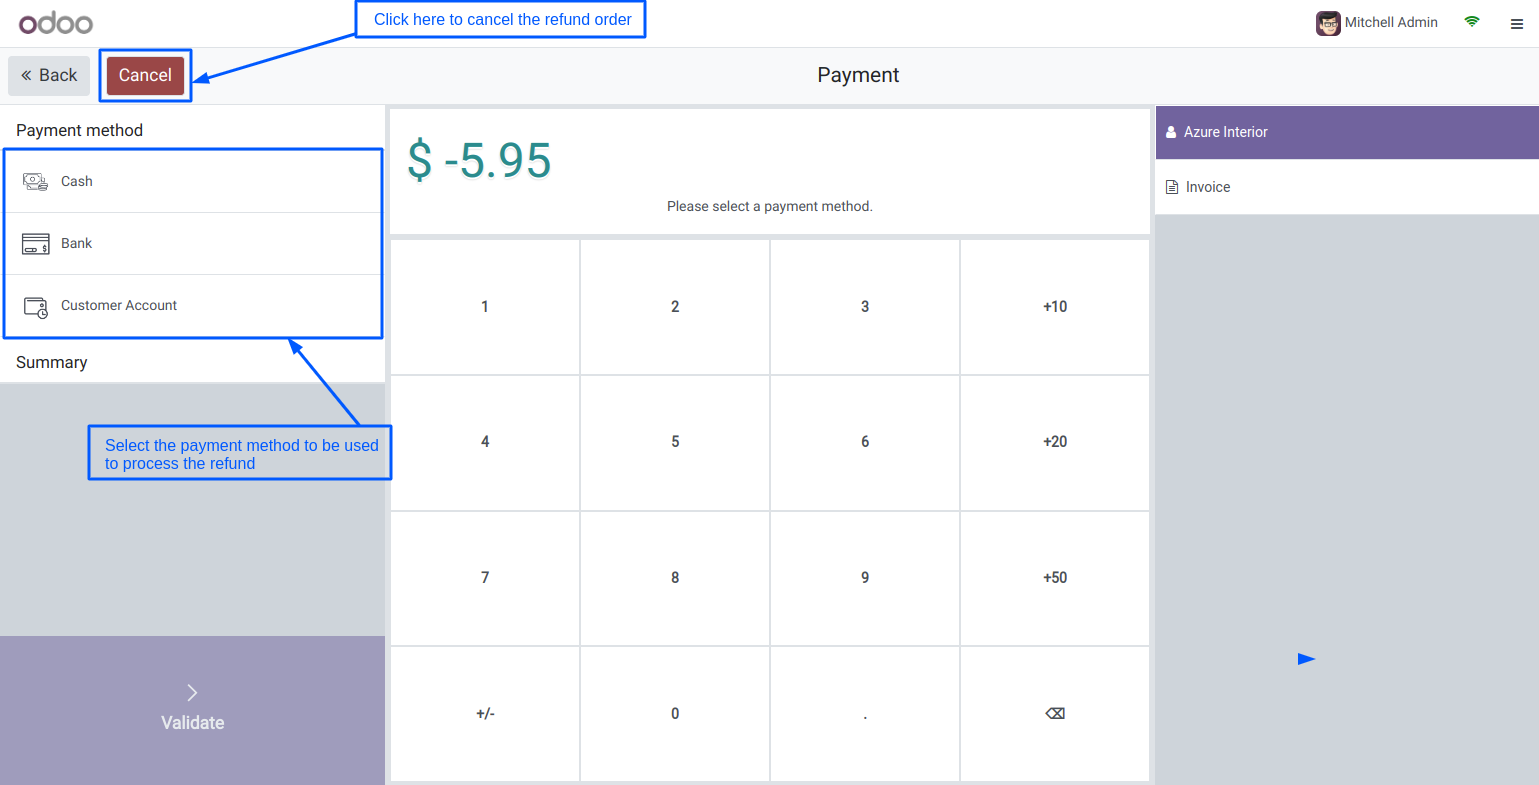 odoo
Click here to cancel the refund order
Mitchell Admin
« Back
Cancel
Payment
Payment method
Cash
Bank
Customer Account
Summary
Select the payment method to be used
to process the refund
Validate
$ -5.95
Please select a payment method.
1 2 3 +10
4 5 6 +20
7 8 9 +50
+/- 0 . ⌫
Azure Interior
Invoice